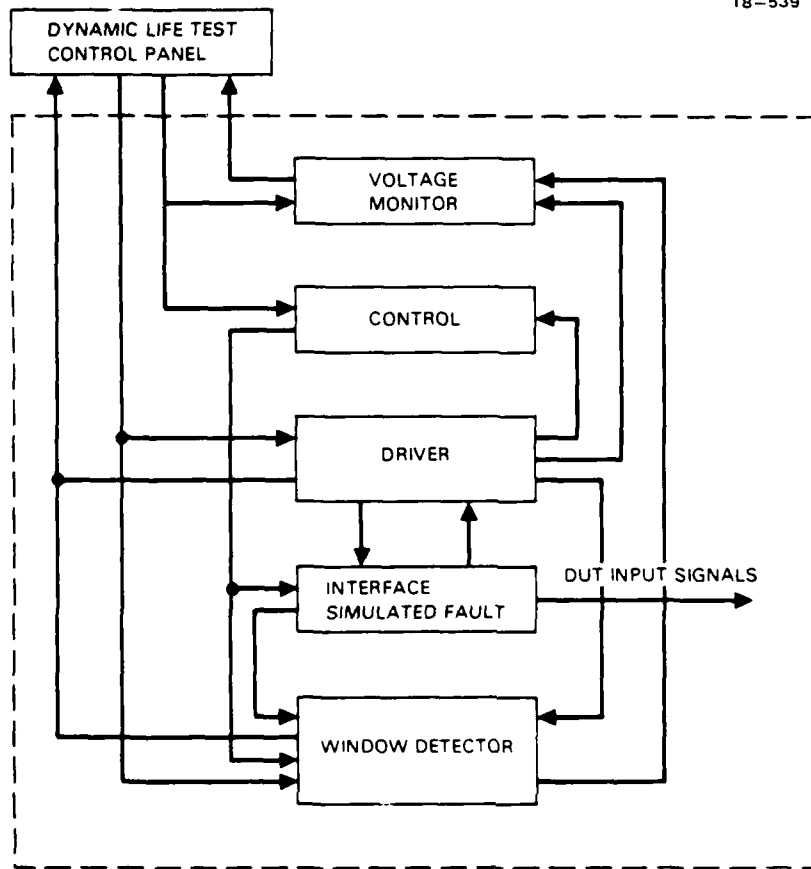 18-539
DYNAMIC LIFE TEST
CONTROL PANEL
VOLTAGE
MONITOR
CONTROL
DRIVER
INTERFACE
SIMULATED FAULT
DUT INPUT SIGNALS
WINDOW DETECTOR